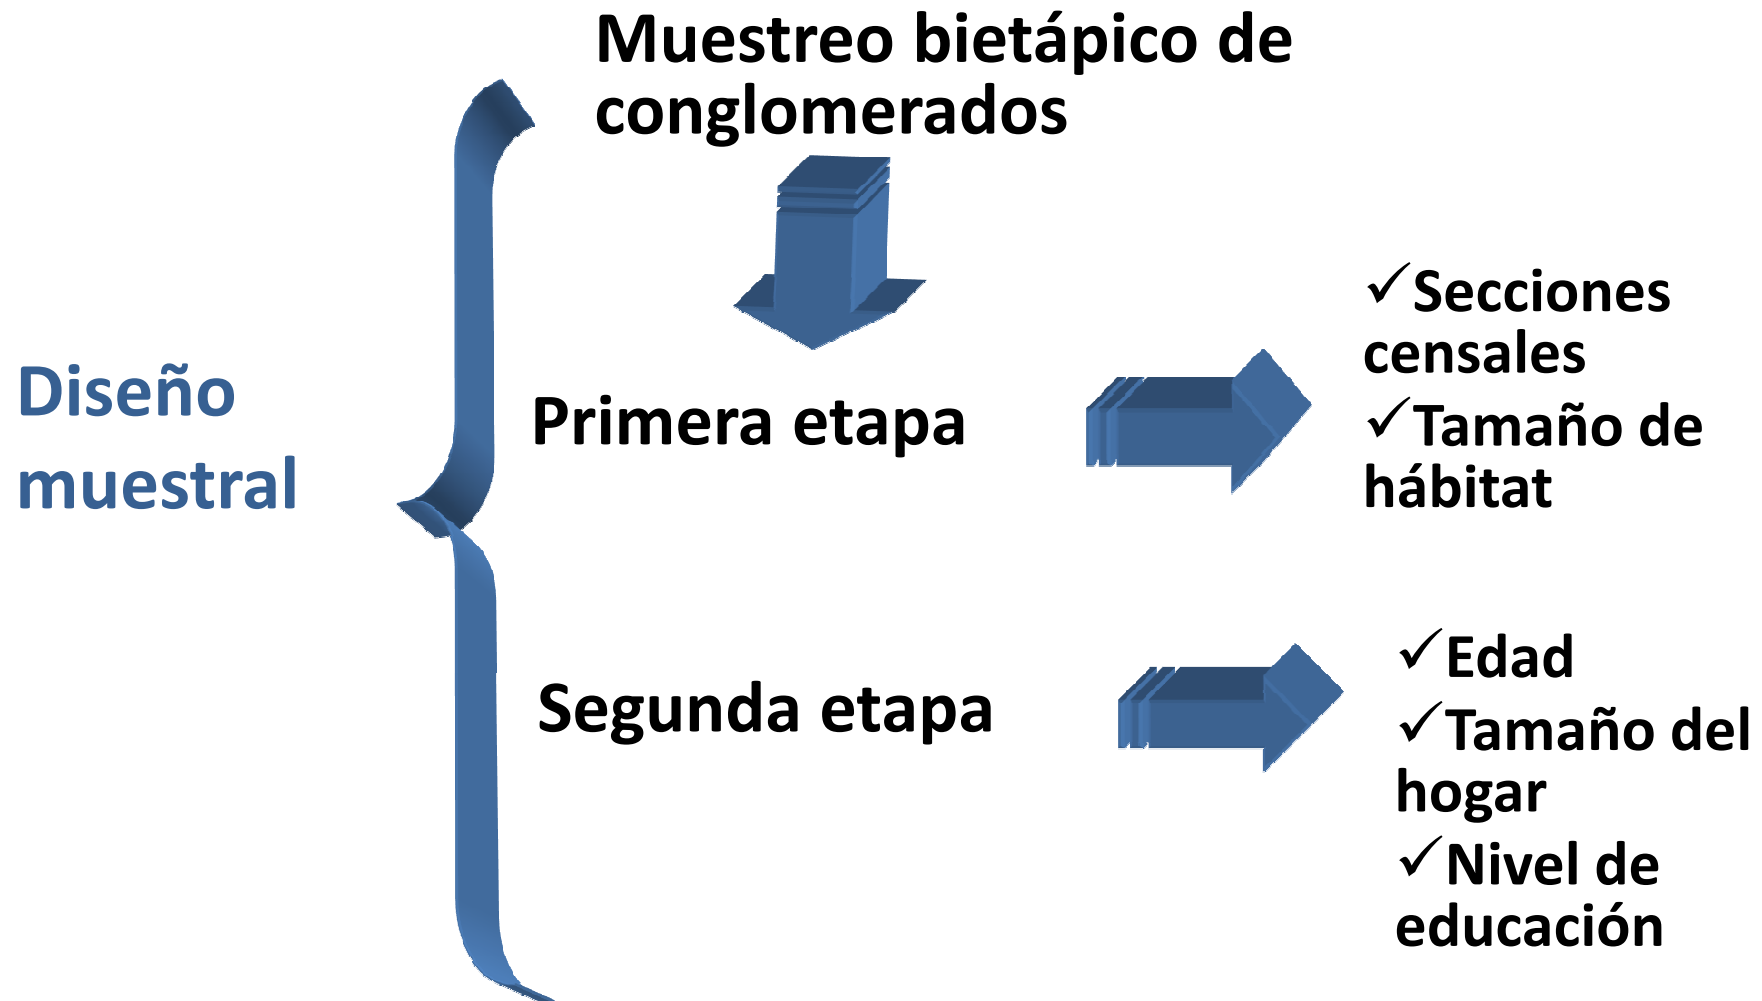 Muestreo bietápico de
conglomerados
Diseño
muestral
Primera etapa
✓Secciones
censales
✓Tamaño de
hábitat
Segunda etapa
✓Edad
✓Tamaño del
hogar
✓Nivel de
educación